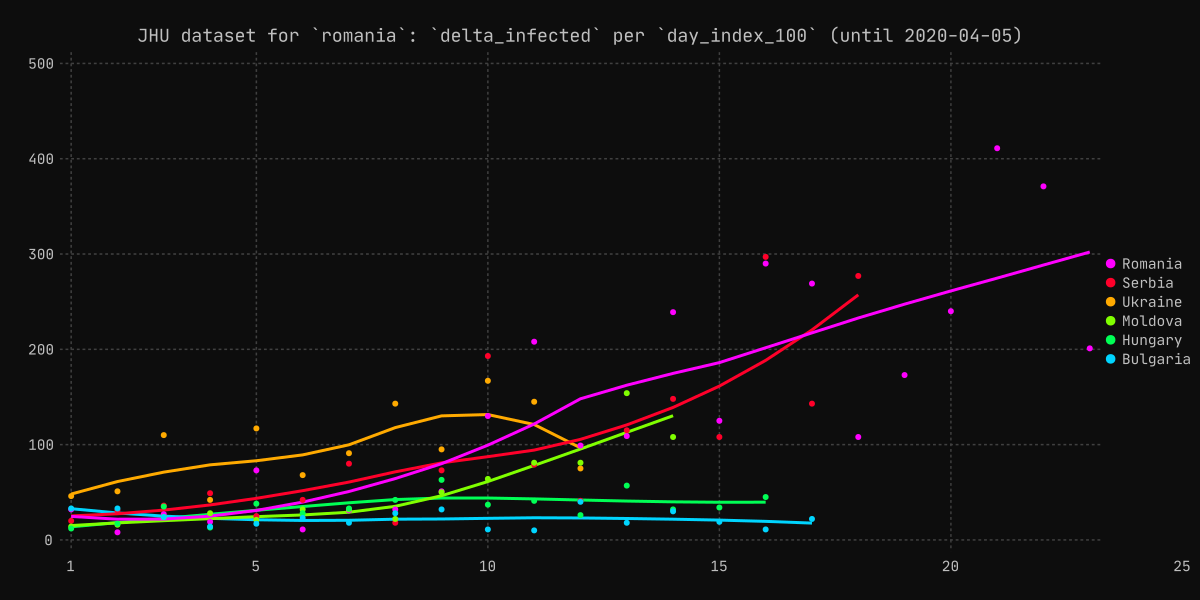 JHU dataset for `romania`: `delta_infected` per `day_index_100` (until 2020-04-05)
500
400
300
200
100
0
1 5 10 15 20 25
Romania
Serbia
Ukraine
Moldova
Hungary
Bulgaria